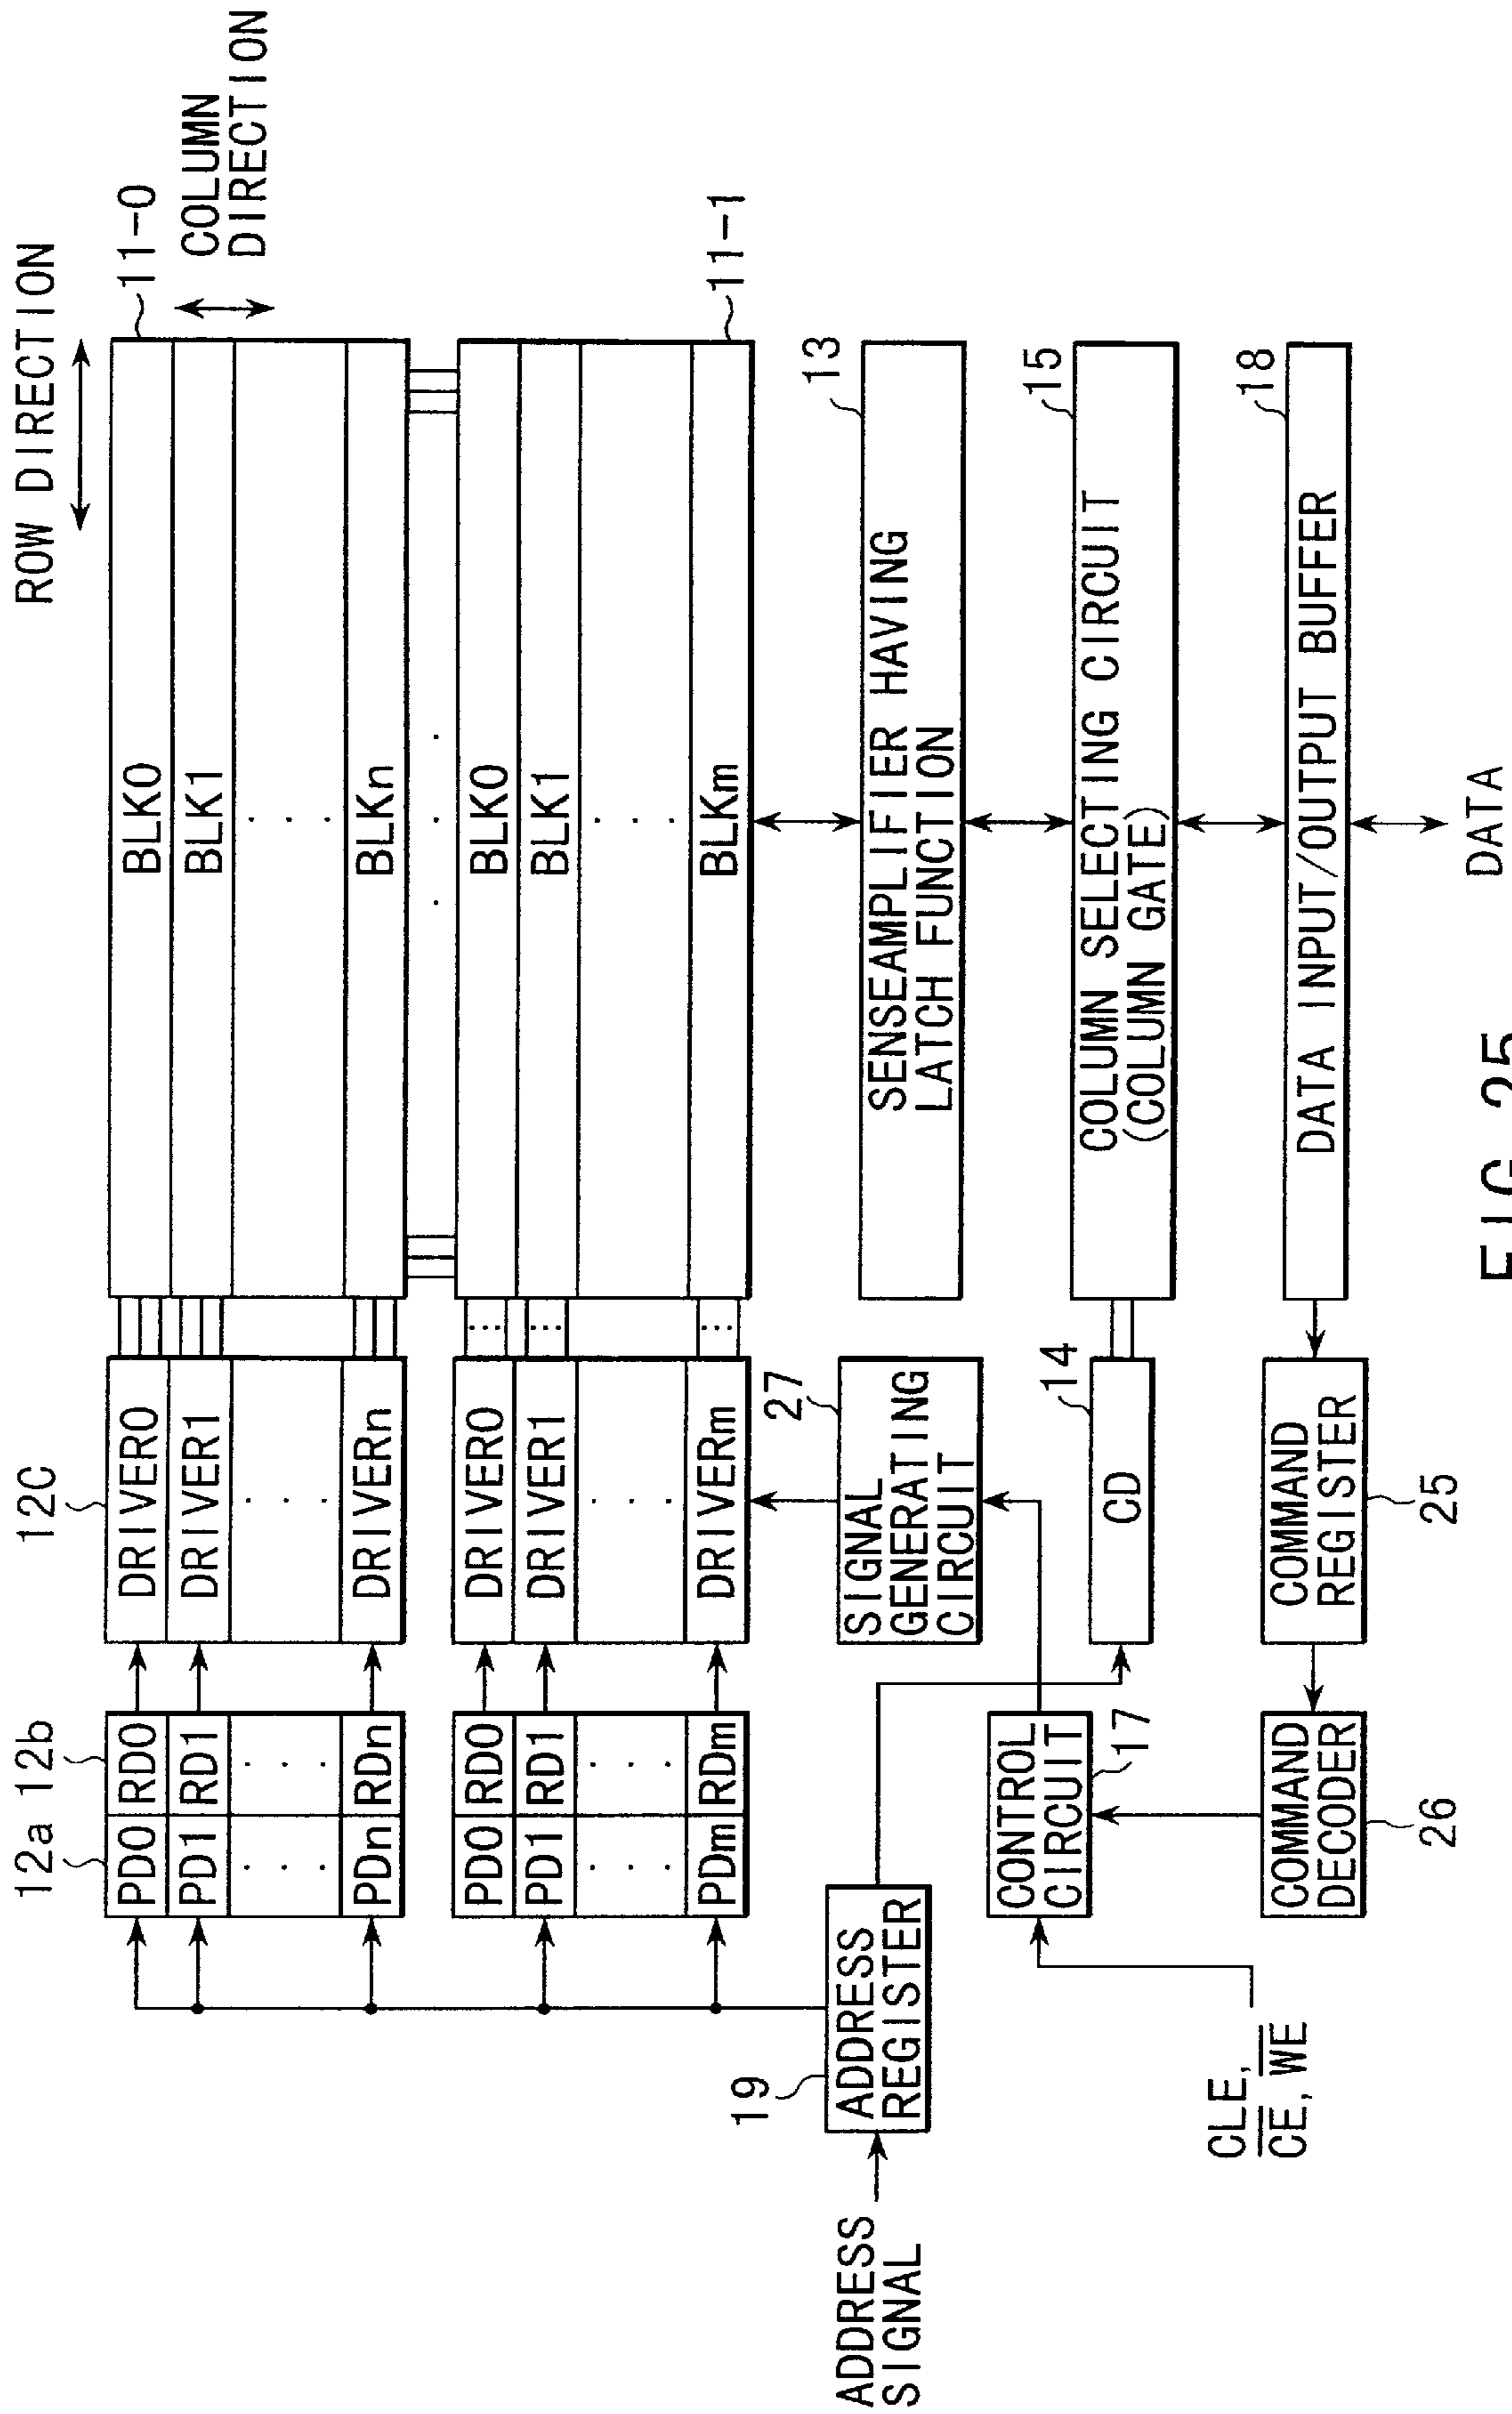 ROW DIRECTION
COLUMN
DIRECTION
12a
12b
12C
11-0
PD0
RD0
DRIVER0
BLK0
PD1
RD1
DRIVER1
BLK1
. . .
. . .
. . .
. . .
PDn
RDn
DRIVERn
BLKn
. . .
PD0
RD0
DRIVER0
BLK0
PD1
RD1
DRIVER1
BLK1
. . .
. . .
. . .
. . .
PDm
RDm
DRIVERm
BLKm
11-1
ADDRESS
SIGNAL
19
ADDRESS
REGISTER
27
SIGNAL
GENERATING
CIRCUIT
13
SENSEAMPLIFIER HAVING
LATCH FUNCTION
CONTROL
CIRCUIT
17
14
CD
15
COLUMN SELECTING CIRCUIT
(COLUMN GATE)
CLE,
C̅E̅, W̅E̅
COMMAND
DECODER
26
COMMAND
REGISTER
25
18
DATA INPUT/OUTPUT BUFFER
DATA
FIG. 25